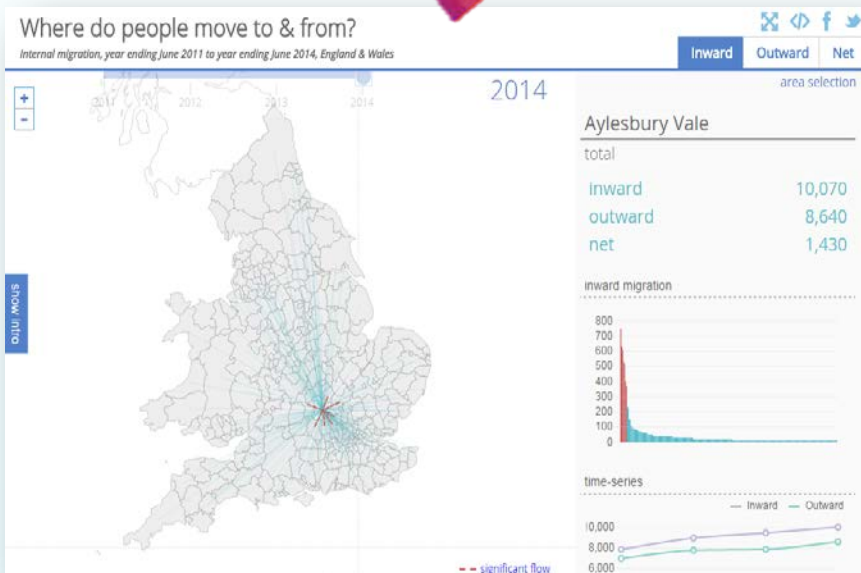 Where do people move to & from?
Internal migration, year ending June 2011 to year ending June 2014, England & Wales
Inward Outward Net
area selection
+
-
2011 2012 2013 2014
2014
show intro
Aylesbury Vale
total
inward 10,070
outward 8,640
net 1,430
inward migration
800
700
600
500
400
300
200
100
0
time-series
Inward Outward
10,000
8,000
6,000
significant flow